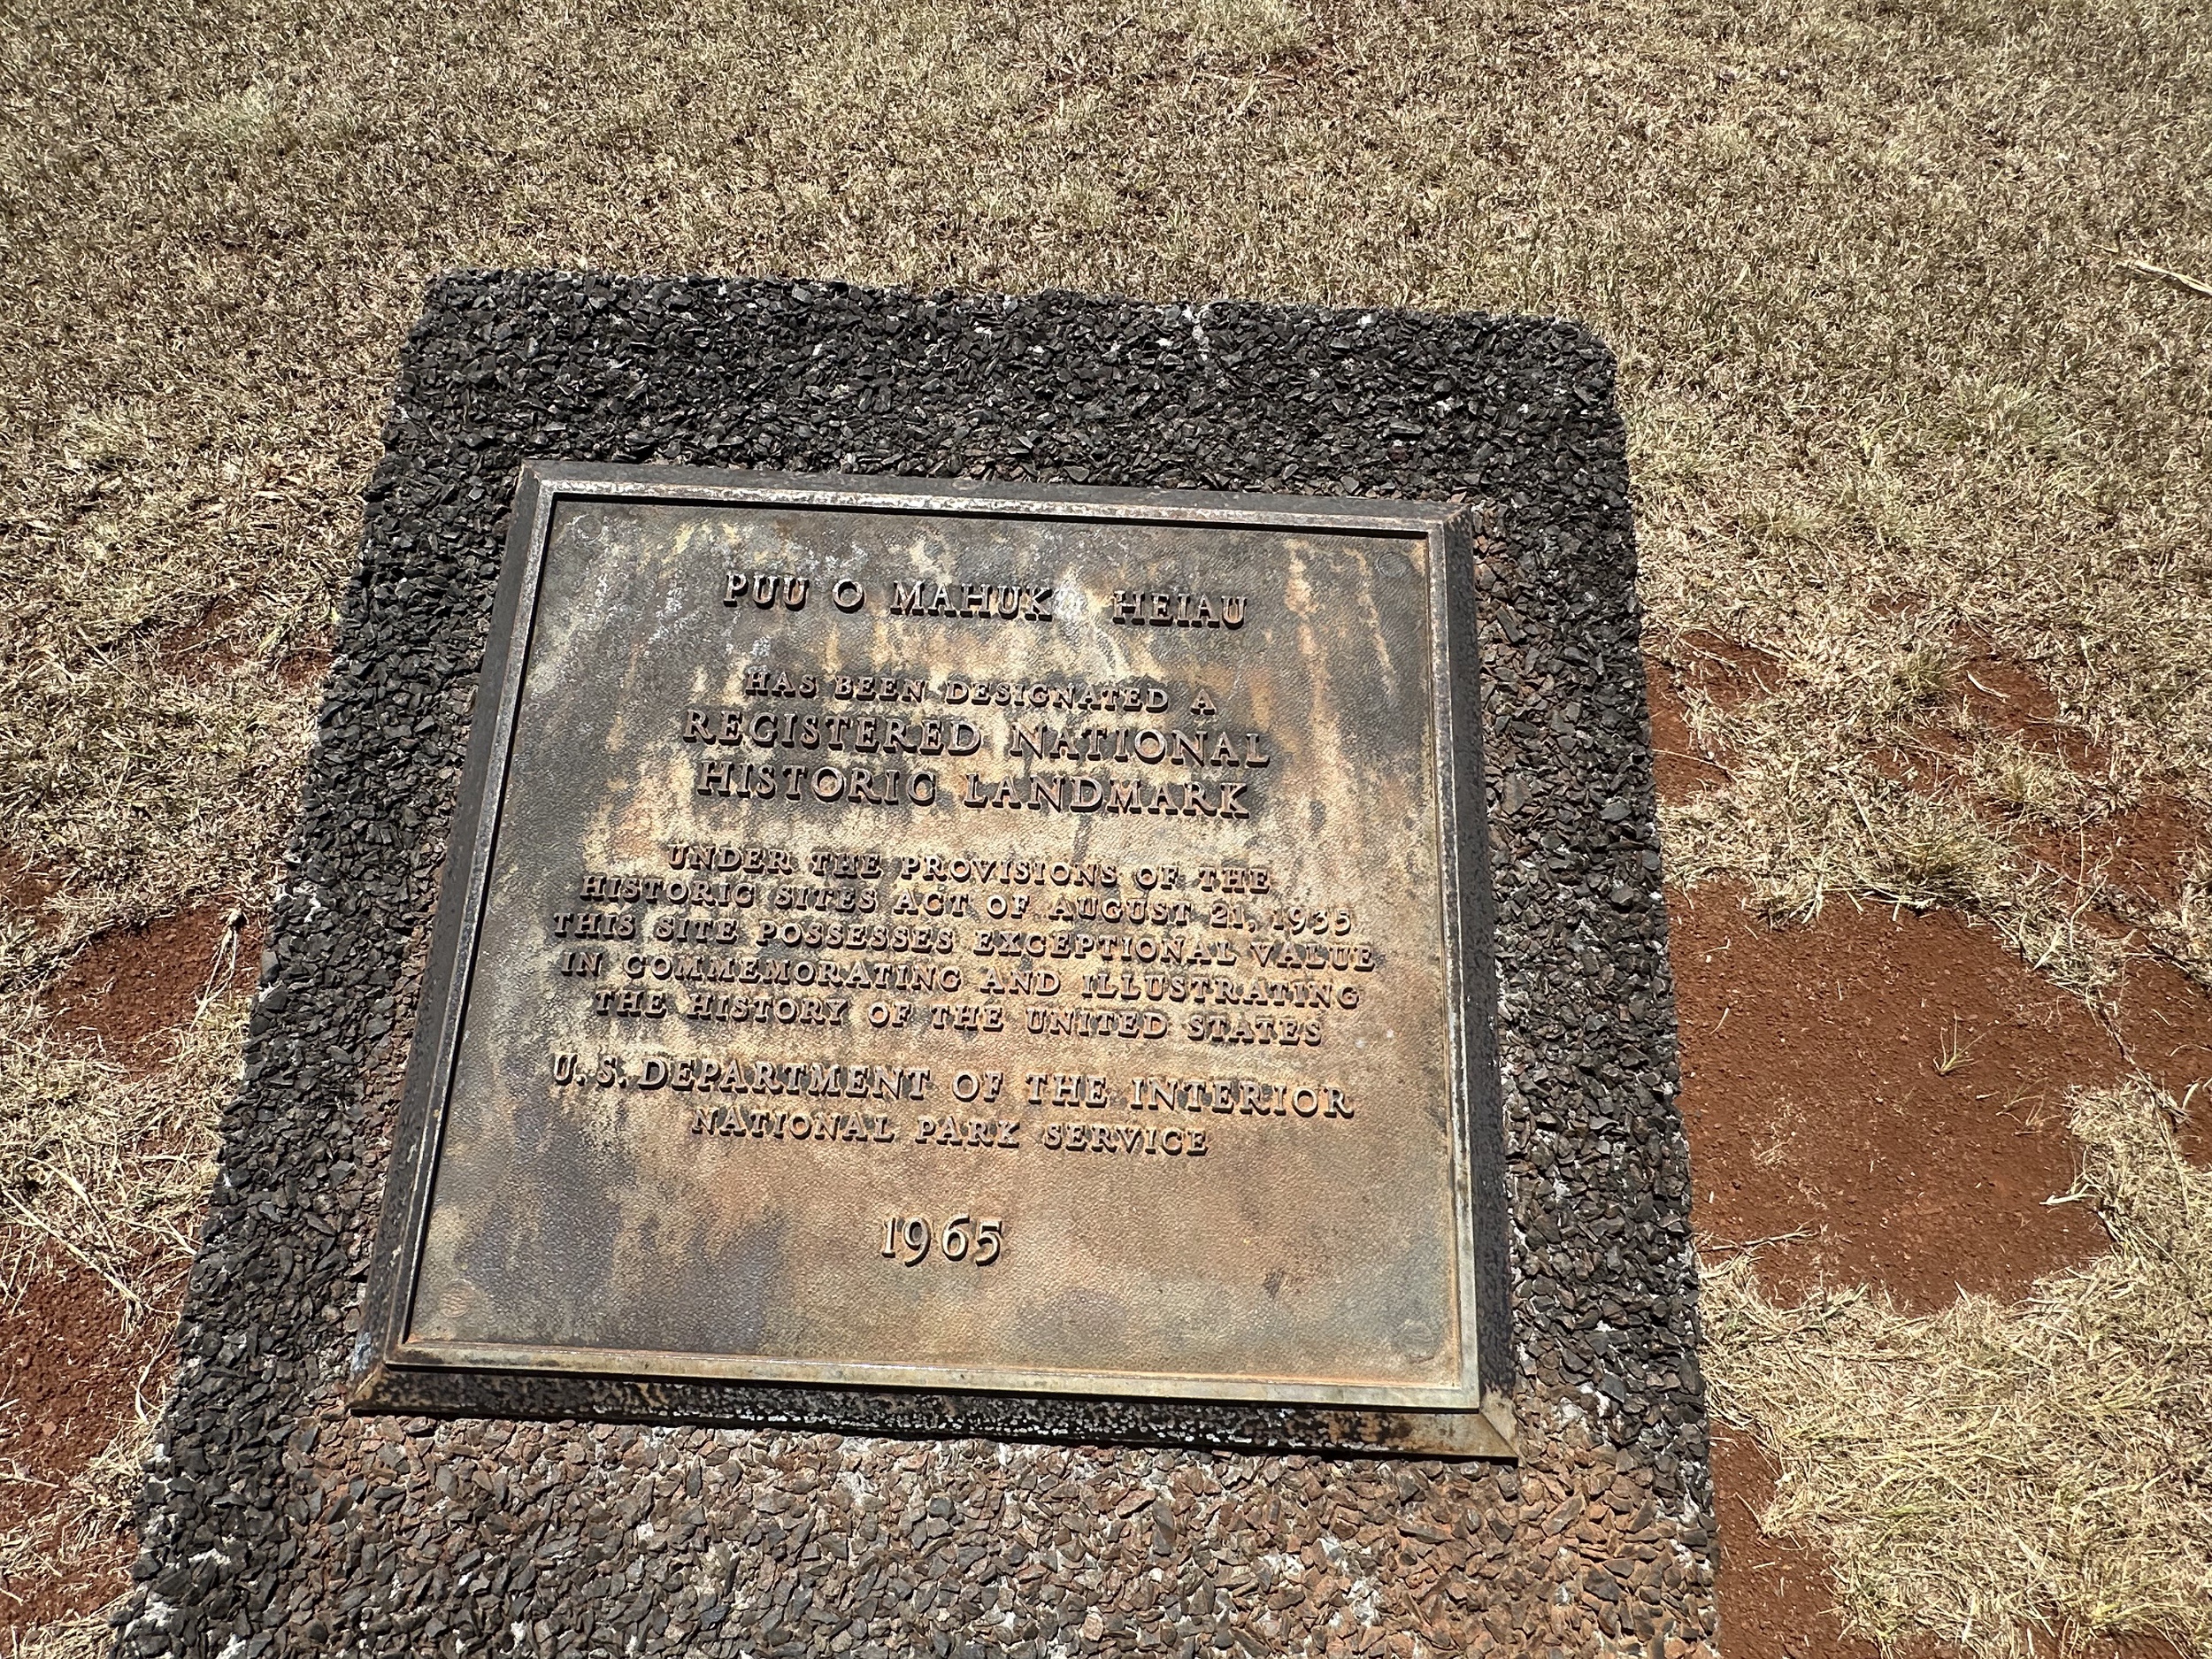 PUU O MAHUKA HEIAU
HAS BEEN DESIGNATED A
REGISTERED NATIONAL
HISTORIC LANDMARK
UNDER THE PROVISIONS OF THE
HISTORIC SITES ACT OF AUGUST 21, 1935
THIS SITE POSSESSES EXCEPTIONAL VALUE
IN COMMEMORATING AND ILLUSTRATING
THE HISTORY OF THE UNITED STATES
U.S. DEPARTMENT OF THE INTERIOR
NATIONAL PARK SERVICE
1965